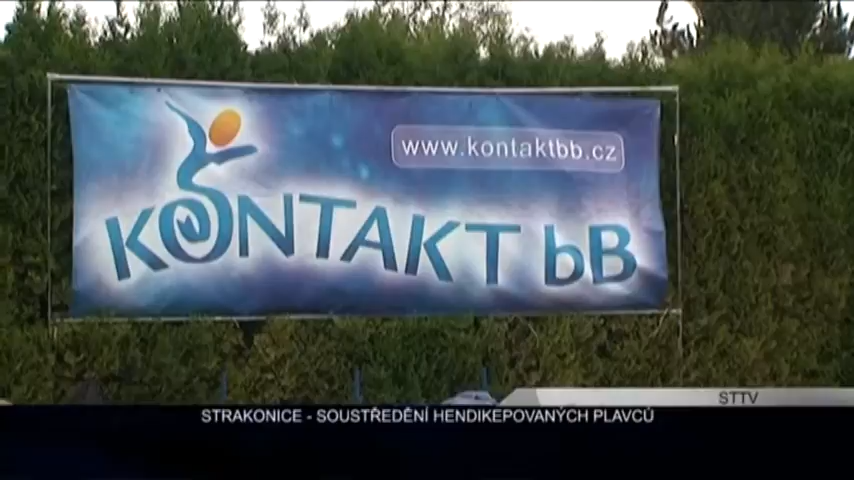 www.kontaktbb.cz
KONTAKT bB
STTV
STRAKONICE - SOUSTŘEDĚNÍ HENDIKEPOVANÝCH PLAVCŮ